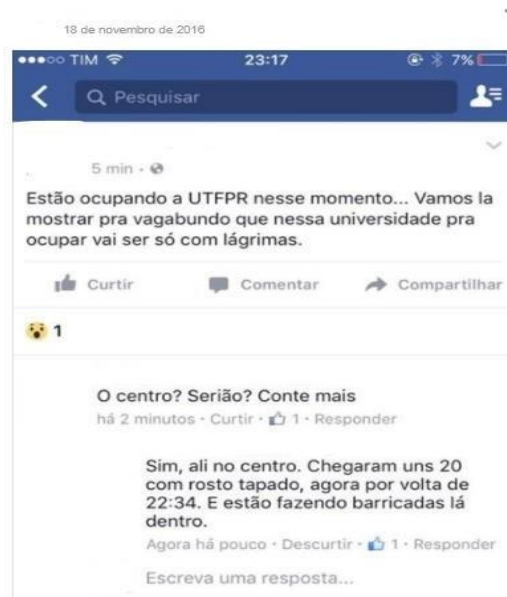 18 de novembro de 2016
TIM 23:17 7%
Pesquisar
5 min
Estão ocupando a UTFPR nesse momento... Vamos la
mostrar pra vagabundo que nessa universidade pra
ocupar vai ser só com lágrimas.
Curtir Comentar Compartilhar
1
O centro? Serião? Conte mais
há 2 minutos · Curtir · 1 · Responder
Sim, ali no centro. Chegaram uns 20
com rosto tapado, agora por volta de
22:34. E estão fazendo barricadas lá
dentro.
Agora há pouco · Descurtir · 1 · Responder
Escreva uma resposta...